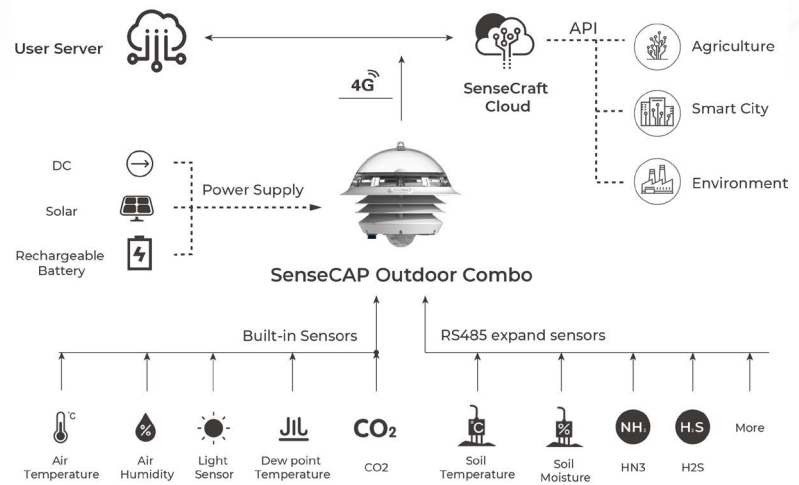 User Server
API
Agriculture
4G
SenseCraft
Cloud
Smart City
DC
Power Supply
Environment
Solar
Rechargeable
Battery
SenseCAP Outdoor Combo
Built-in Sensors
RS485 expand sensors
°C
%
JIL
CO₂
°C
%
NH₃
H₂S
More
Air
Temperature
Air
Humidity
Light
Sensor
Dew point
Temperature
CO2
Soil
Temperature
Soil
Moisture
HN3
H2S